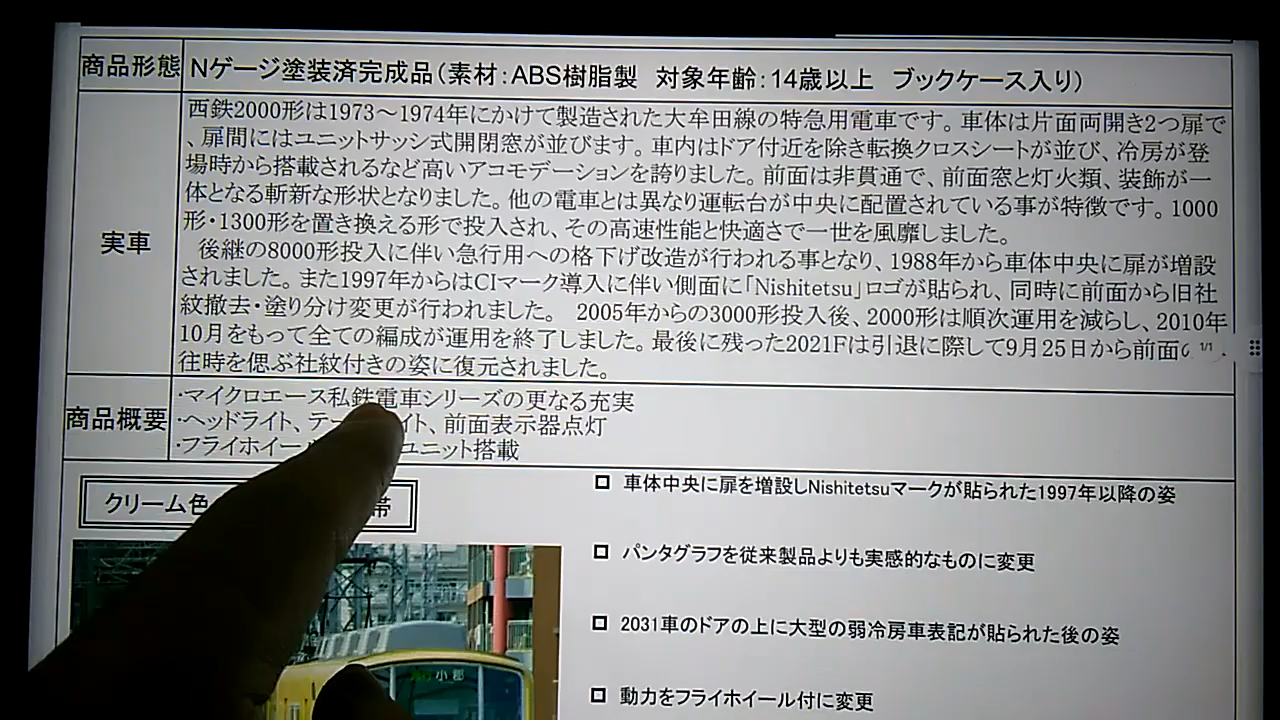 商品形態
Nゲージ塗装済完成品(素材:ABS樹脂製 対象年齢:14歳以上 ブックケース入り)
実車
西鉄2000形は1973～1974年にかけて製造された大牟田線の特急用電車です。車体は片面両開き2つ扉で
、扉間にはユニットサッシ式開閉窓が並びます。車内はドア付近を除き転換クロスシートが並び、冷房が登
場時から搭載されるなど高いアコモデーションを誇りました。前面は非貫通で、前面窓と灯火類、装飾が一
体となる斬新な形状となりました。他の電車とは異なり運転台が中央に配置されている事が特徴です。1000
形・1300形を置き換える形で投入され、その高速性能と快適さで一世を風靡しました。
後継の8000形投入に伴い急行用への格下げ改造が行われる事となり、1988年から車体中央に扉が増設
されました。また1997年からはCIマーク導入に伴い側面に「Nishitetsu」ロゴが貼られ、同時に前面から旧社
紋撤去・塗り分け変更が行われました。 2005年からの3000形投入後、2000形は順次運用を減らし、2010年
10月をもって全ての編成が運用を終了しました。最後に残った2021Fは引退に際して9月25日から前面の
1/1
往時を偲ぶ社紋付きの姿に復元されました。
商品概要
・マイクロエース私鉄電車シリーズの更なる充実
・ヘッドライト、テー イト、前面表示器点灯
・フライホイー ユニット搭載
クリーム色 帯
小郡
□ 車体中央に扉を増設しNishitetsuマークが貼られた1997年以降の姿
□ パンタグラフを従来製品よりも実感的なものに変更
□ 2031車のドアの上に大型の弱冷房車表記が貼られた後の姿
□ 動力をフライホイール付に変更